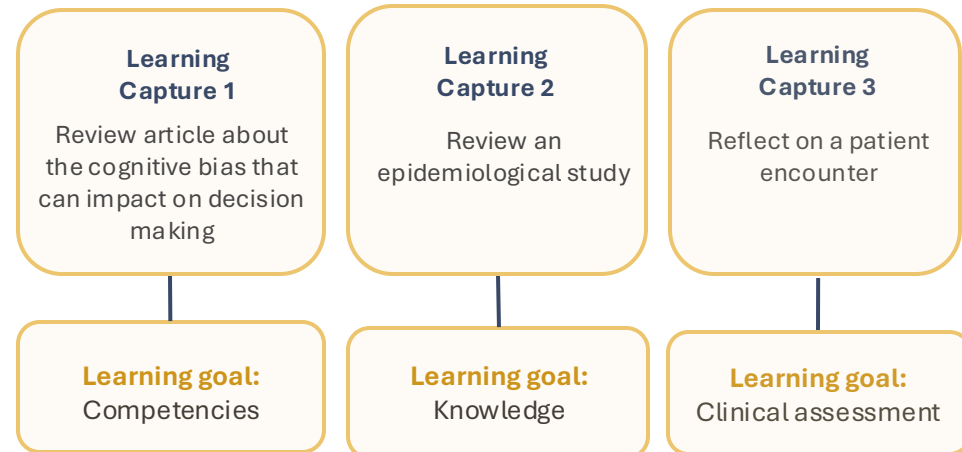 Learning
Capture 1
Review article about
the cognitive bias that
can impact on decision
making
Learning goal:
Competencies
Learning
Capture 2
Review an
epidemiological study
Learning goal:
Knowledge
Learning
Capture 3
Reflect on a patient
encounter
Learning goal:
Clinical assessment